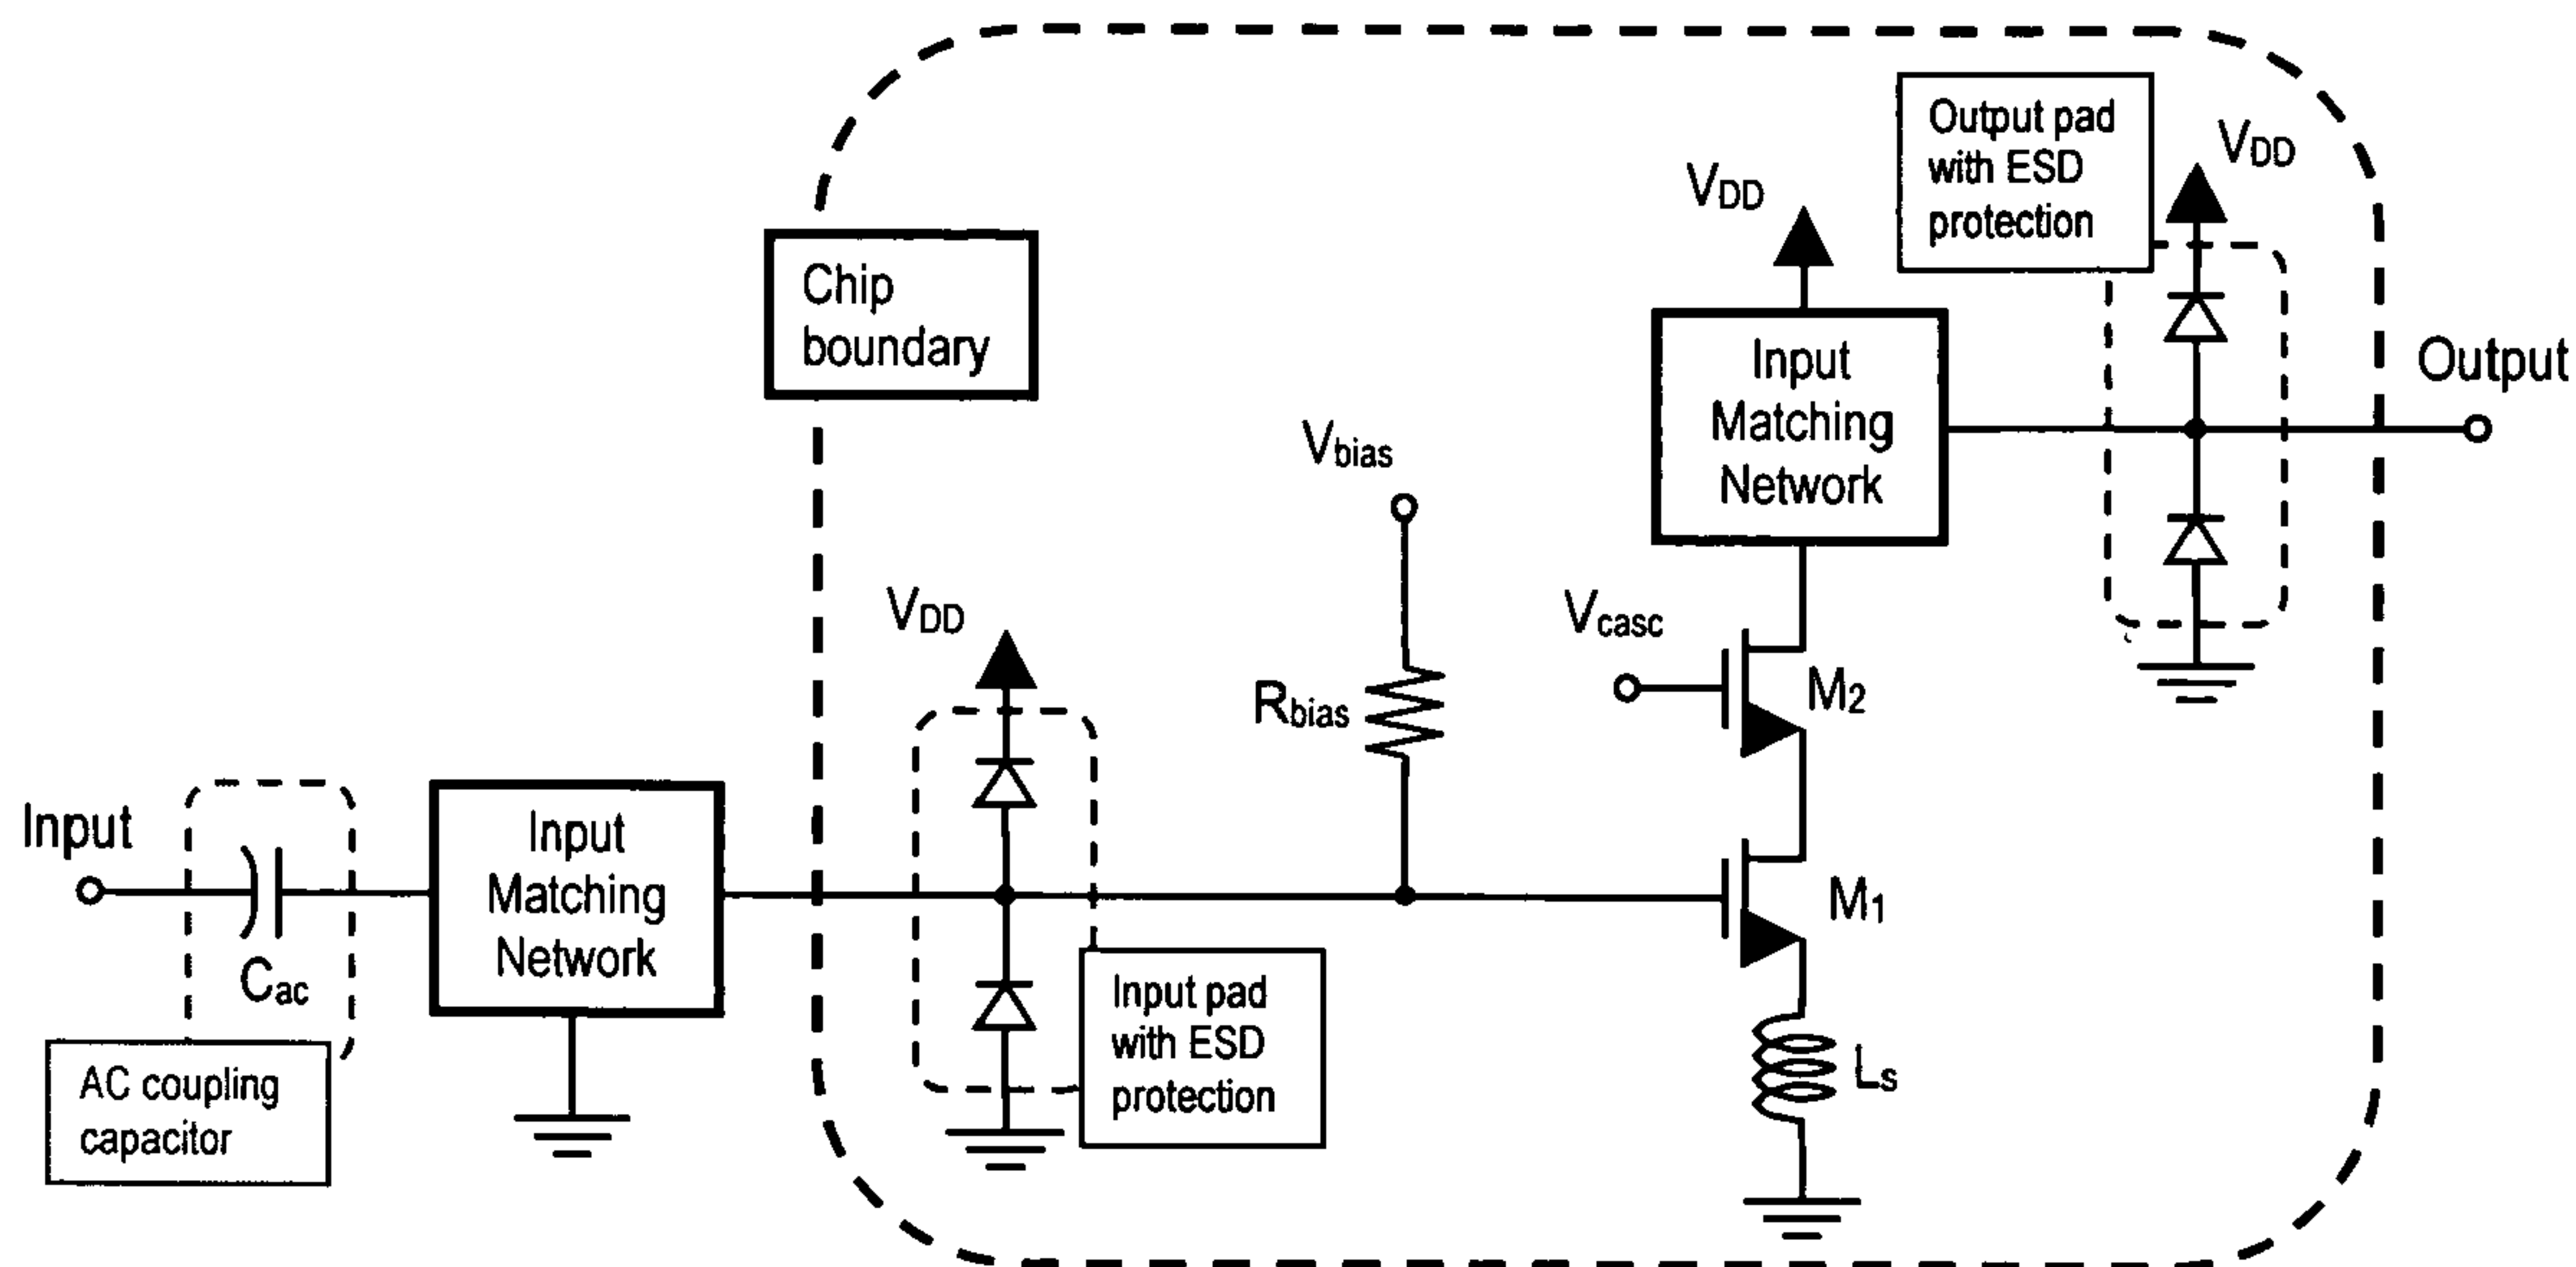 Output pad
with ESD
protection
VDD
VDD
Chip
boundary
Input
Matching
Network
Output
Vbias
VDD
Vcasc
Rbias
M2
Input
Cac
Input
Matching
Network
M1
Input pad
with ESD
protection
Ls
AC coupling
capacitor